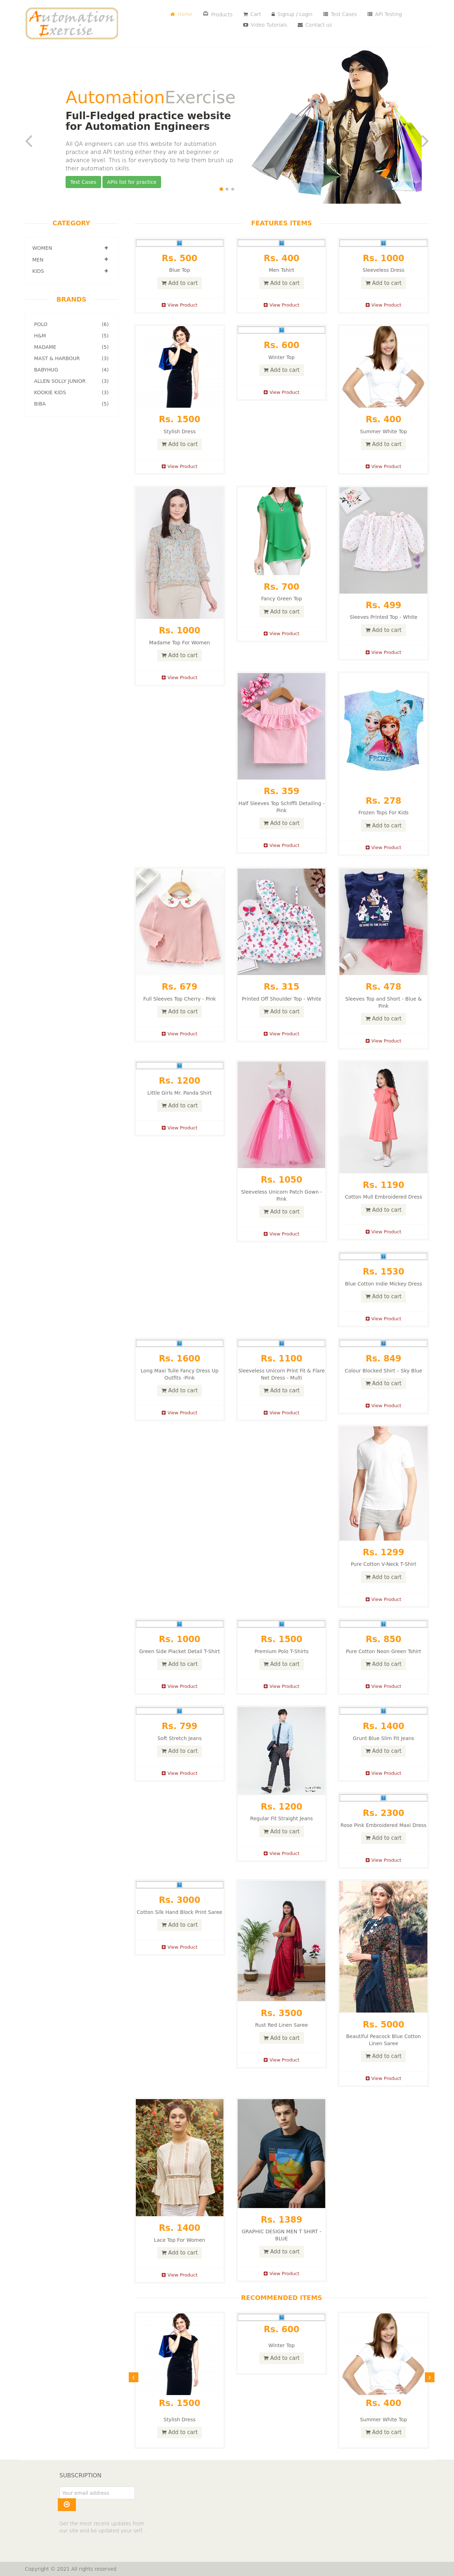 Automation
Exercise
Home
Products
Cart
Signup / Login
Test Cases
API Testing
Video Tutorials
Contact us
AutomationExercise
Full-Fledged practice website
for Automation Engineers
All QA engineers can use this website for automation
practice and API testing either they are at beginner or
advance level. This is for everybody to help them brush up
their automation skills.
Test Cases
APIs list for practice
CATEGORY
WOMEN
MEN
KIDS
BRANDS
POLO (6)
H&M (5)
MADAME (5)
MAST & HARBOUR (3)
BABYHUG (4)
ALLEN SOLLY JUNIOR (3)
KOOKIE KIDS (3)
BIBA (5)
FEATURES ITEMS
Rs. 500
Blue Top
Add to cart
View Product
Rs. 400
Men Tshirt
Add to cart
View Product
Rs. 1000
Sleeveless Dress
Add to cart
View Product
Rs. 1500
Stylish Dress
Add to cart
View Product
Rs. 600
Winter Top
Add to cart
View Product
Rs. 400
Summer White Top
Add to cart
View Product
Rs. 1000
Madame Top For Women
Add to cart
View Product
Rs. 700
Fancy Green Top
Add to cart
View Product
Rs. 499
Sleeves Printed Top - White
Add to cart
View Product
Rs. 359
Half Sleeves Top Schiffli Detailing -
Pink
Add to cart
View Product
FROZEN
Rs. 278
Frozen Tops For Kids
Add to cart
View Product
Rs. 679
Full Sleeves Top Cherry - Pink
Add to cart
View Product
Rs. 315
Printed Off Shoulder Top - White
Add to cart
View Product
Rs. 478
Sleeves Top and Short - Blue &
Pink
Add to cart
View Product
Rs. 1200
Little Girls Mr. Panda Shirt
Add to cart
View Product
Rs. 1050
Sleeveless Unicorn Patch Gown -
Pink
Add to cart
View Product
Rs. 1190
Cotton Mull Embroidered Dress
Add to cart
View Product
Rs. 1530
Blue Cotton Indie Mickey Dress
Add to cart
View Product
Rs. 1600
Long Maxi Tulle Fancy Dress Up
Outfits -Pink
Add to cart
View Product
Rs. 1100
Sleeveless Unicorn Print Fit & Flare
Net Dress - Multi
Add to cart
View Product
Rs. 849
Colour Blocked Shirt – Sky Blue
Add to cart
View Product
Rs. 1299
Pure Cotton V-Neck T-Shirt
Add to cart
View Product
Rs. 1000
Green Side Placket Detail T-Shirt
Add to cart
View Product
Rs. 1500
Premium Polo T-Shirts
Add to cart
View Product
Rs. 850
Pure Cotton Neon Green Tshirt
Add to cart
View Product
Rs. 799
Soft Stretch Jeans
Add to cart
View Product
Rs. 1200
Regular Fit Straight Jeans
Add to cart
View Product
Rs. 1400
Grunt Blue Slim Fit Jeans
Add to cart
View Product
Rs. 2300
Rose Pink Embroidered Maxi Dress
Add to cart
View Product
Rs. 3000
Cotton Silk Hand Block Print Saree
Add to cart
View Product
Rs. 3500
Rust Red Linen Saree
Add to cart
View Product
Rs. 5000
Beautiful Peacock Blue Cotton
Linen Saree
Add to cart
View Product
Rs. 1400
Lace Top For Women
Add to cart
View Product
Rs. 1389
GRAPHIC DESIGN MEN T SHIRT -
BLUE
Add to cart
View Product
RECOMMENDED ITEMS
Rs. 1500
Stylish Dress
Add to cart
Rs. 600
Winter Top
Add to cart
Rs. 400
Summer White Top
Add to cart
SUBSCRIPTION
Your email address
Get the most recent updates from
our site and be updated your self...
Copyright © 2021 All rights reserved